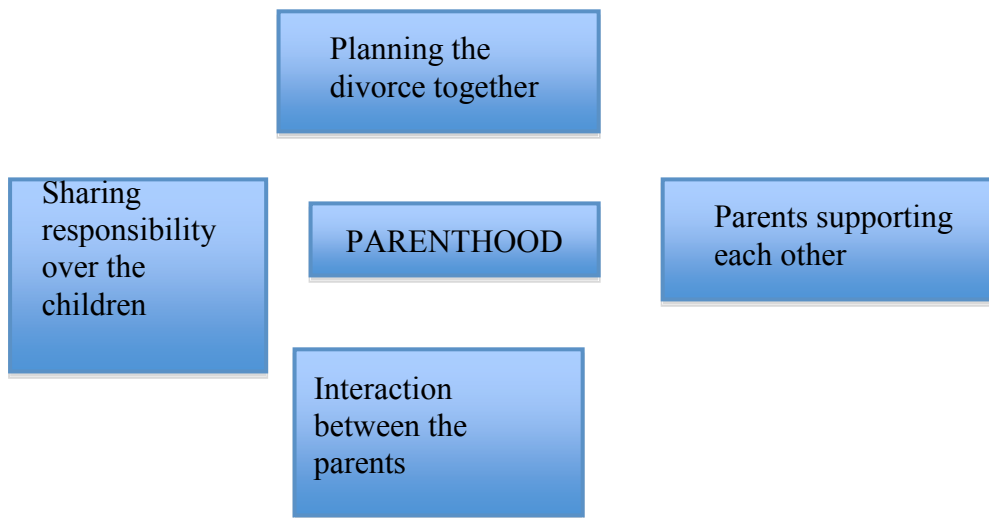 Planning the
divorce together
Sharing
responsibility
over the
children
PARENTHOOD
Parents supporting
each other
Interaction
between the
parents